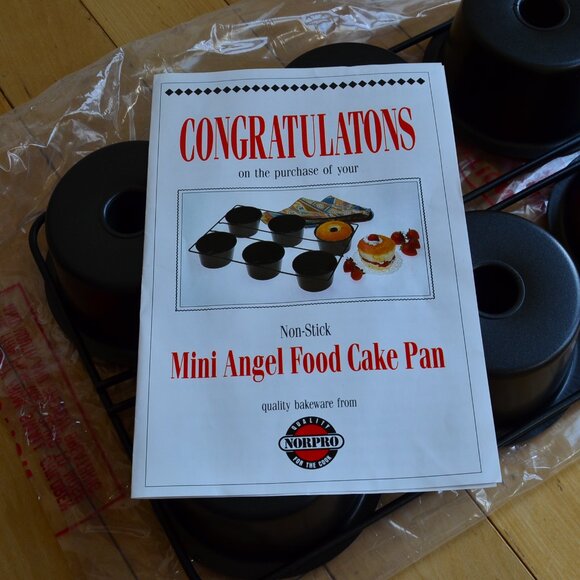 CONGRATULATONS
on the purchase of your
Non-Stick
Mini Angel Food Cake Pan
quality bakeware from
QUALITY
NORPRO
FOR THE COOK